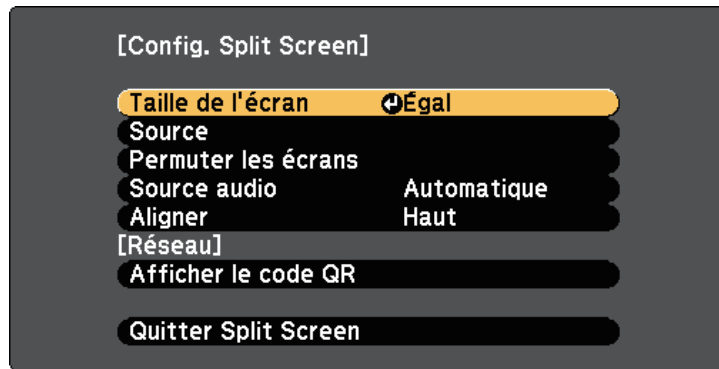 [Config. Split Screen]
Taille de l'écran Égal
Source
Permuter les écrans
Source audio Automatique
Aligner Haut
[Réseau]
Afficher le code QR
Quitter Split Screen